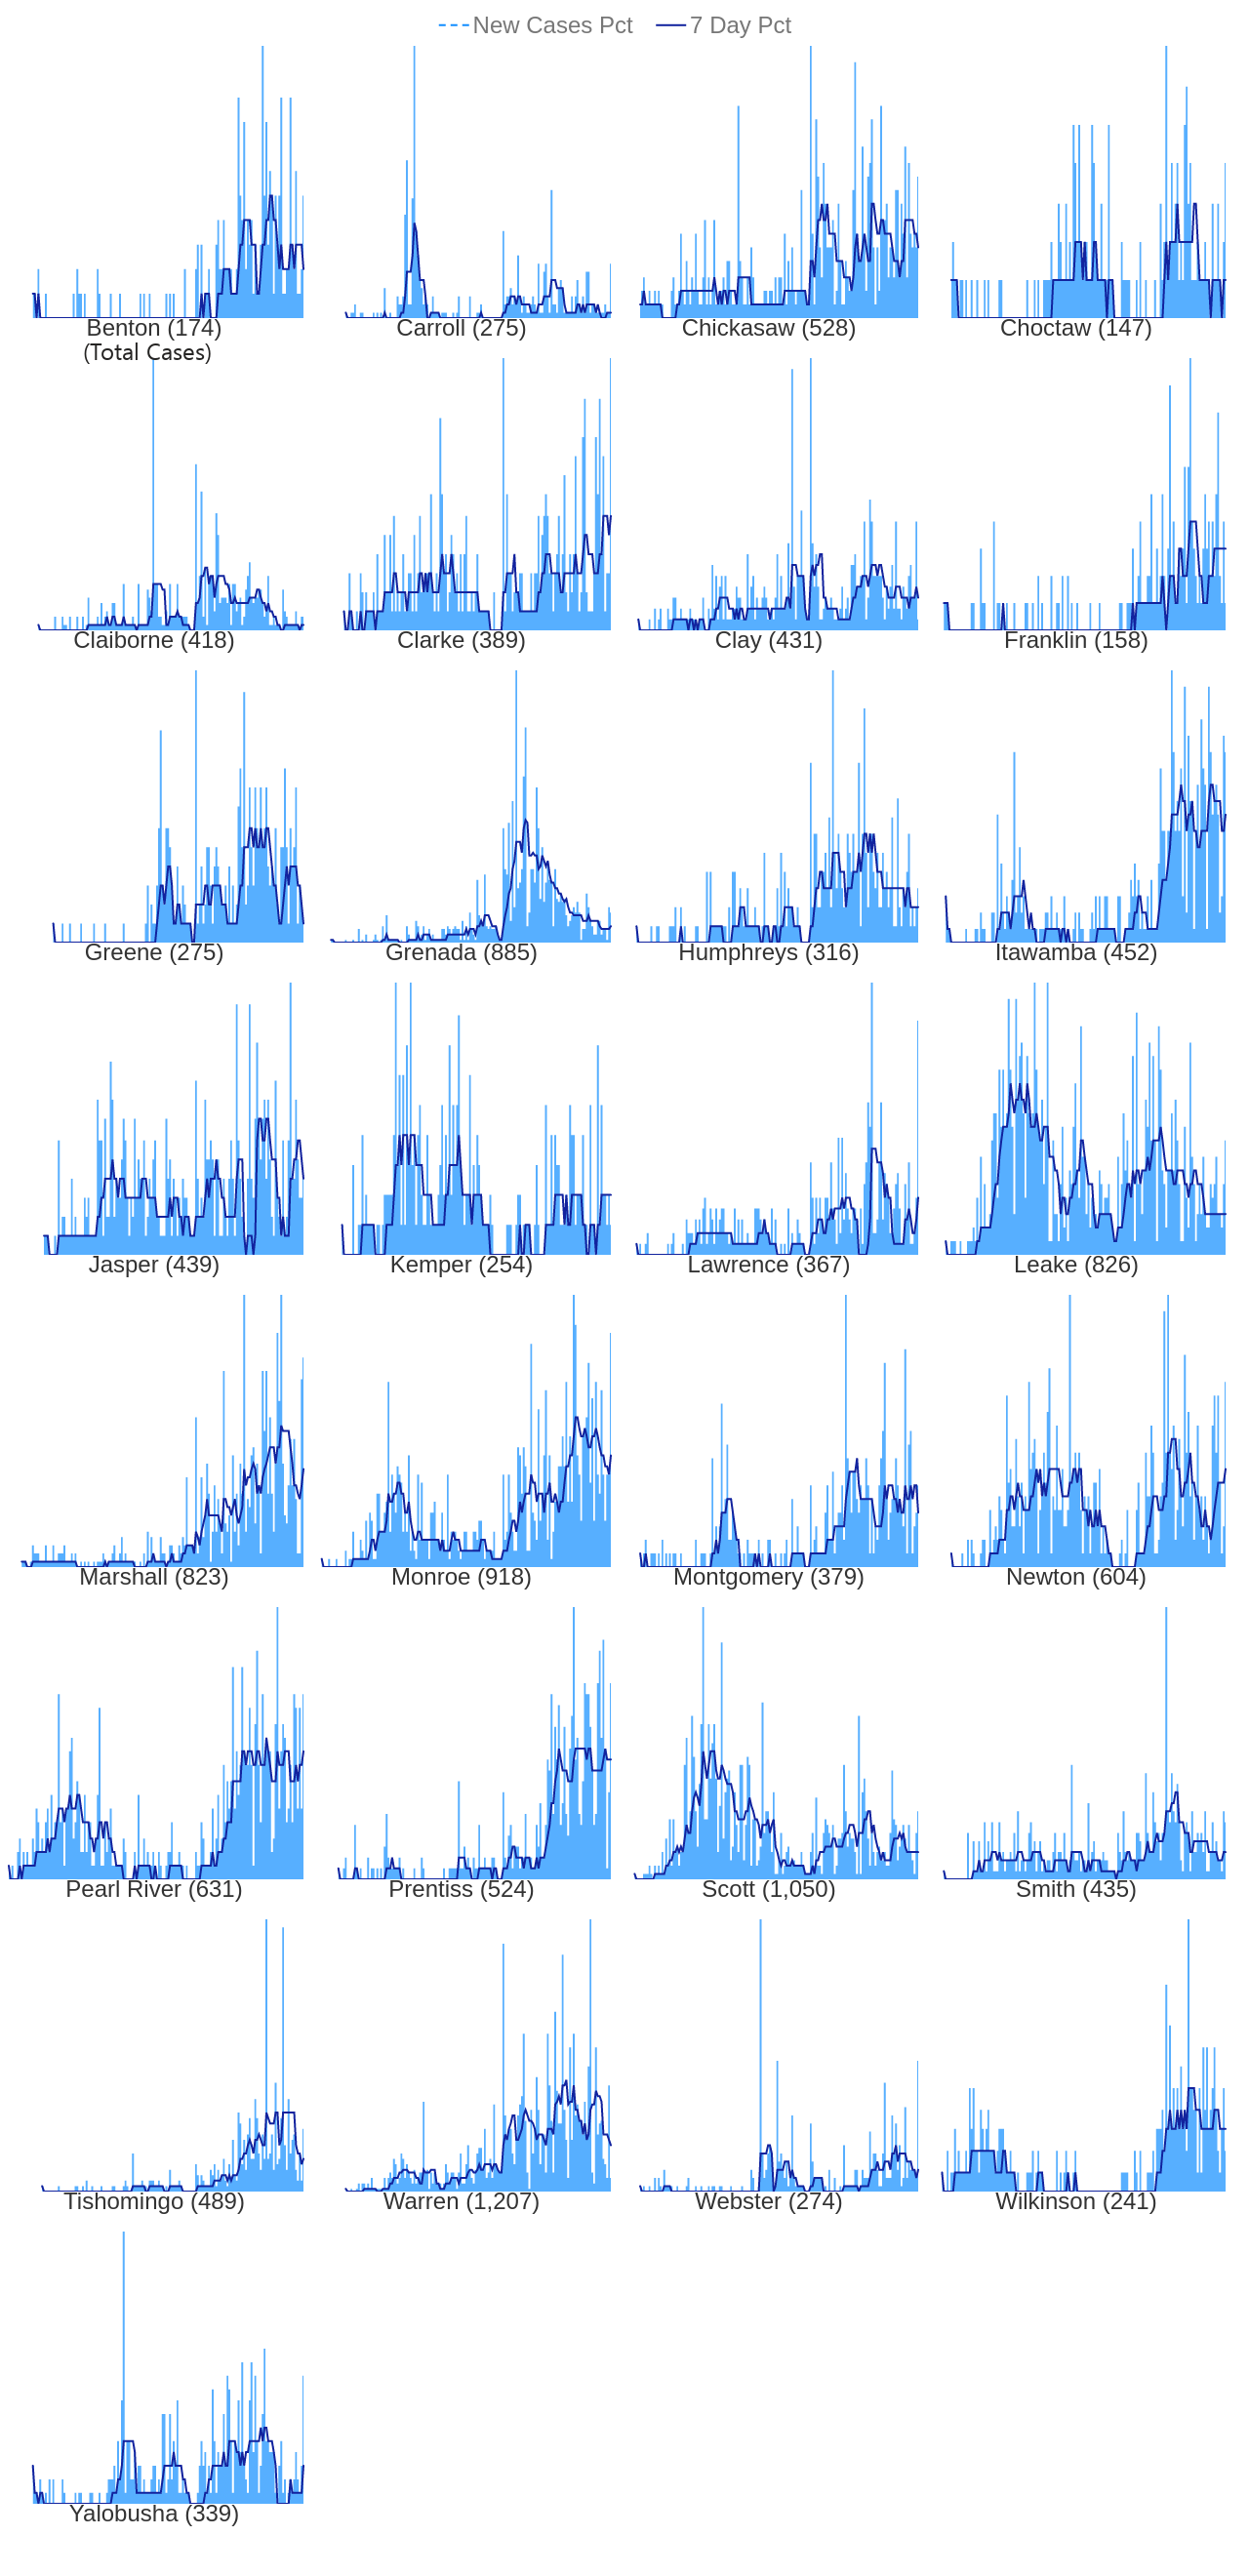 New Cases Pct 7 Day Pct
Benton (174) Carroll (275) Chickasaw (528) Choctaw (147)
(Total Cases)
Claiborne (418) Clarke (389) Clay (431) Franklin (158)
Greene (275) Grenada (885) Humphreys (316) Itawamba (452)
Jasper (439) Kemper (254) Lawrence (367) Leake (826)
Marshall (823) Monroe (918) Montgomery (379) Newton (604)
Pearl River (631) Prentiss (524) Scott (1,050) Smith (435)
Tishomingo (489) Warren (1,207) Webster (274) Wilkinson (241)
Yalobusha (339)